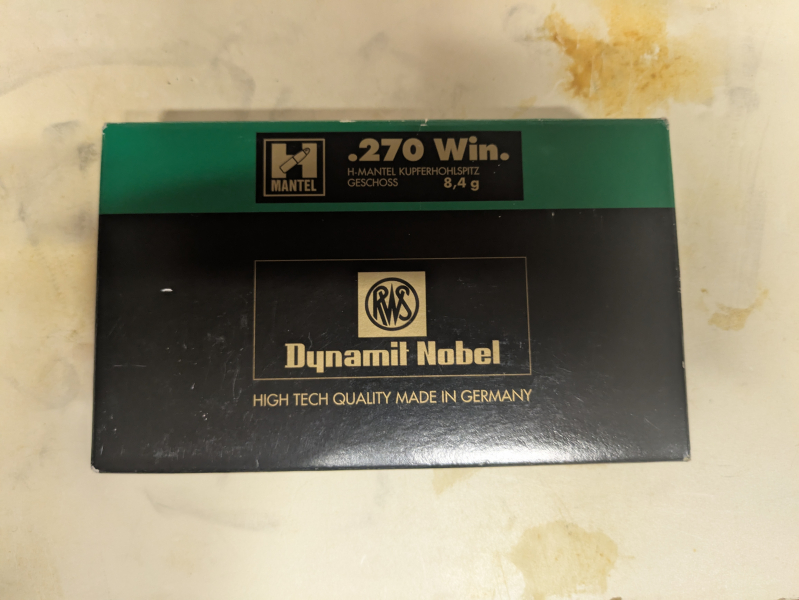 H
MANTEL
.270 Win.
H-MANTEL KUPFERHOHLSPITZ
GESCHOSS 8,4 g
RWS
Dynamit Nobel
HIGH TECH QUALITY MADE IN GERMANY